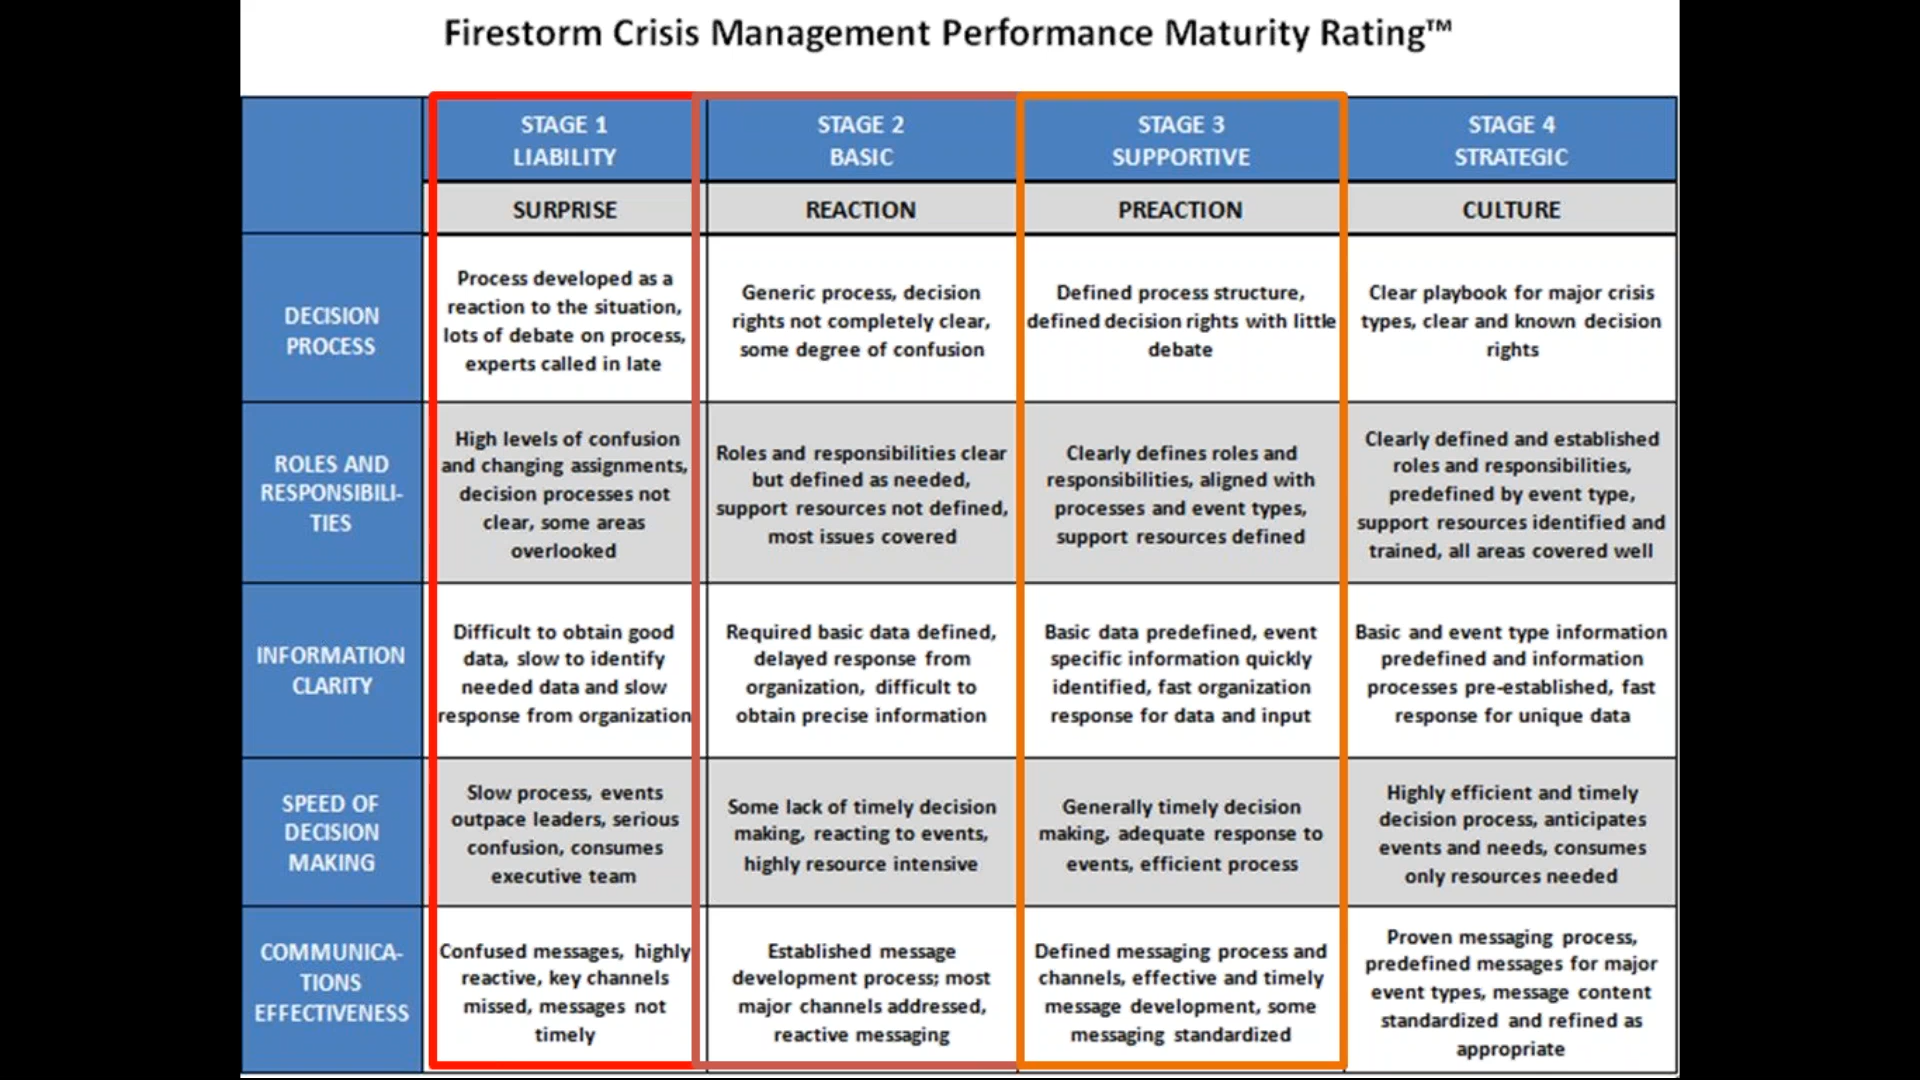 Firestorm Crisis Management Performance Maturity Rating™
STAGE 1
LIABILITY
STAGE 2
BASIC
STAGE 3
SUPPORTIVE
STAGE 4
STRATEGIC
SURPRISE
REACTION
PREACTION
CULTURE
DECISION
PROCESS
Process developed as a
reaction to the situation,
lots of debate on process,
experts called in late
Generic process, decision
rights not completely clear,
some degree of confusion
Defined process structure,
defined decision rights with little
debate
Clear playbook for major crisis
types, clear and known decision
rights
ROLES AND
RESPONSIBILI-
TIES
High levels of confusion
and changing assignments,
decision processes not
clear, some areas
overlooked
Roles and responsibilities clear
but defined as needed,
support resources not defined,
most issues covered
Clearly defines roles and
responsibilities, aligned with
processes and event types,
support resources defined
Clearly defined and established
roles and responsibilities,
predefined by event type,
support resources identified and
trained, all areas covered well
INFORMATION
CLARITY
Difficult to obtain good
data, slow to identify
needed data and slow
response from organization
Required basic data defined,
delayed response from
organization, difficult to
obtain precise information
Basic data predefined, event
specific information quickly
identified, fast organization
response for data and input
Basic and event type information
predefined and information
processes pre-established, fast
response for unique data
SPEED OF
DECISION
MAKING
Slow process, events
outpace leaders, serious
confusion, consumes
executive team
Some lack of timely decision
making, reacting to events,
highly resource intensive
Generally timely decision
making, adequate response to
events, efficient process
Highly efficient and timely
decision process, anticipates
events and needs, consumes
only resources needed
COMMUNICA-
TIONS
EFFECTIVENESS
Confused messages, highly
reactive, key channels
missed, messages not
timely
Established message
development process; most
major channels addressed,
reactive messaging
Defined messaging process and
channels, effective and timely
message development, some
messaging standardized
Proven messaging process,
predefined messages for major
event types, message content
standardized and refined as
appropriate